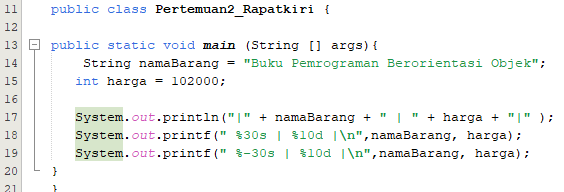 11 public class Pertemuan2_Rapatkiri {
12
13 public static void main (String [] args){
14 String namaBarang = "Buku Pemrograman Berorientasi Objek";
15 int harga = 102000;
16
17 System.out.println("|" + namaBarang + " | " + harga + "|" );
18 System.out.printf(" %30s | %10d |\n",namaBarang, harga);
19 System.out.printf(" %-30s | %10d |\n",namaBarang, harga);
20 }
21 }